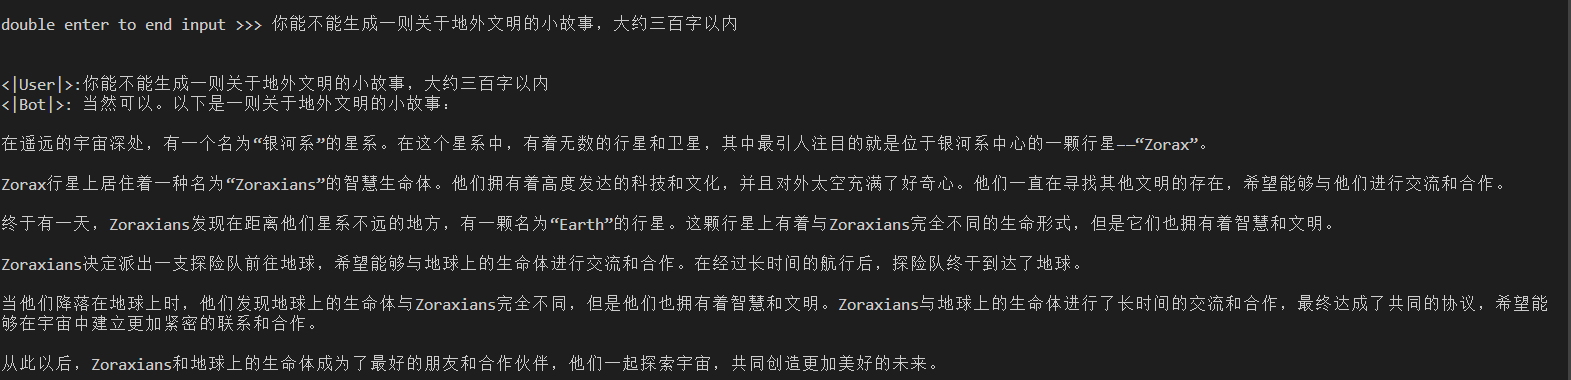 double enter to end input >>> 你能不能生成一则关于地外文明的小故事，大约三百字以内
<|User|>:你能不能生成一则关于地外文明的小故事，大约三百字以内
<|Bot|>: 当然可以。以下是一则关于地外文明的小故事：
在遥远的宇宙深处，有一个名为“银河系”的星系。在这个星系中，有着无数的行星和卫星，其中最引人注目的就是位于银河系中心的一颗行星——“Zorax”。
Zorax行星上居住着一种名为“Zoraxians”的智慧生命体。他们拥有着高度发达的科技和文化，并且对外太空充满了好奇心。他们一直在寻找其他文明的存在，希望能够与他们进行交流和合作。
终于有一天，Zoraxians发现在距离他们星系不远的地方，有一颗名为“Earth”的行星。这颗行星上有着与Zoraxians完全不同的生命形式，但是它们也拥有着智慧和文明。
Zoraxians决定派出一支探险队前往地球，希望能够与地球上的生命体进行交流和合作。在经过长时间的航行后，探险队终于到达了地球。
当他们降落在地球上时，他们发现地球上的生命体与Zoraxians完全不同，但是他们也拥有着智慧和文明。Zoraxians与地球上的生命体进行了长时间的交流和合作，最终达成了共同的协议，希望能
够在宇宙中建立更加紧密的联系和合作。
从此以后，Zoraxians和地球上的生命体成为了最好的朋友和合作伙伴，他们一起探索宇宙，共同创造更加美好的未来。